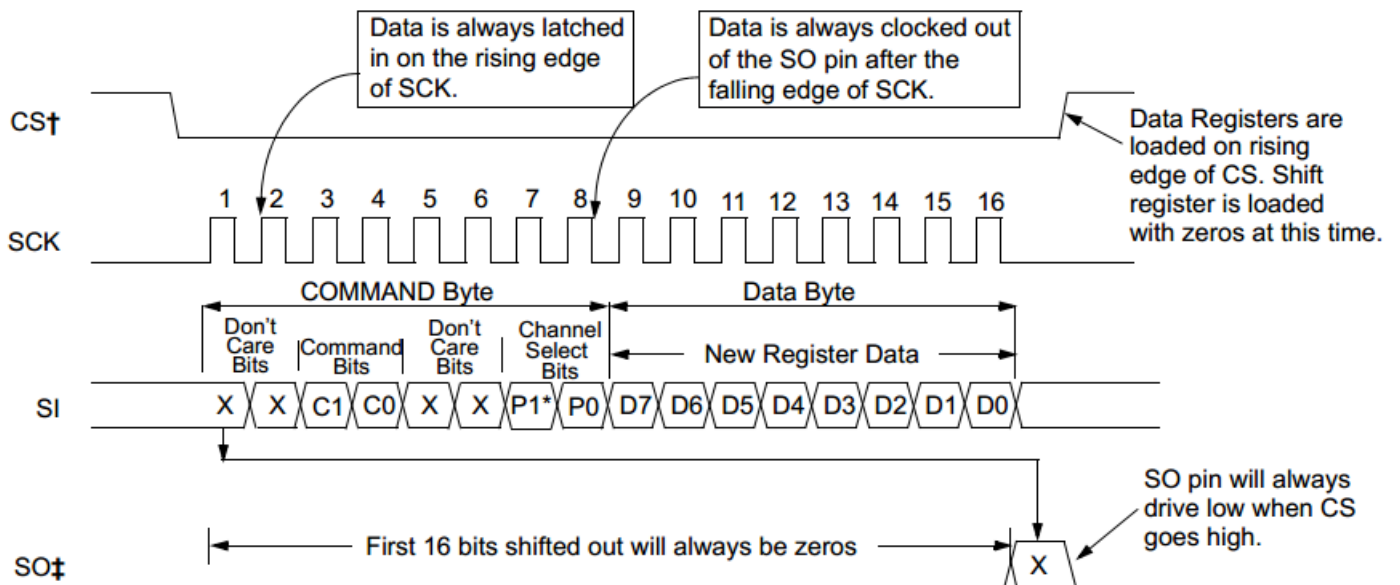 Data is always latched
in on the rising edge
of SCK.
Data is always clocked out
of the SO pin after the
falling edge of SCK.
CS†
Data Registers are
loaded on rising
edge of CS. Shift
register is loaded
with zeros at this time.
1 2 3 4 5 6 7 8 9 10 11 12 13 14 15 16
SCK
COMMAND Byte
Data Byte
Don't
Care
Bits
Command
Bits
Don't
Care
Bits
Channel
Select
Bits
New Register Data
SI
X X C1 C0 X X P1* P0 D7 D6 D5 D4 D3 D2 D1 D0
SO pin will always
drive low when CS
goes high.
First 16 bits shifted out will always be zeros
SO‡
X